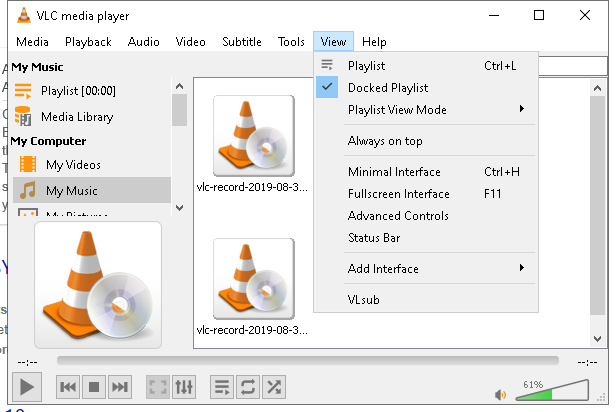 VLC media player
Media Playback Audio Video Subtitle Tools View Help
My Music
Playlist [00:00]
Media Library
My Computer
My Videos
My Music
My Pictures
vlc-record-2019-08-3...
vlc-record-2019-08-3...
Playlist Ctrl+L
Docked Playlist
Playlist View Mode
Always on top
Minimal Interface Ctrl+H
Fullscreen Interface F11
Advanced Controls
Status Bar
Add Interface
VLsub
--:-- --:--
61%